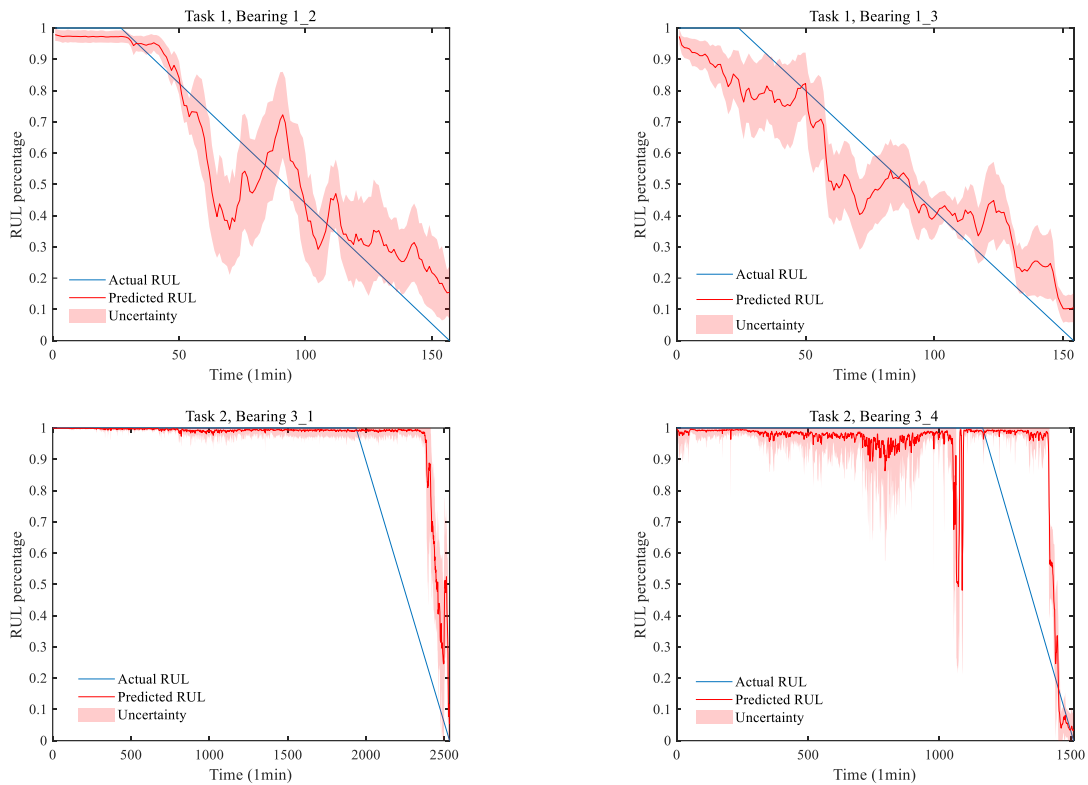 Task 1, Bearing 1_2
1
0.9
0.8
0.7
0.6
0.5
0.4
0.3
0.2
0.1
0
RUL percentage
Actual RUL
Predicted RUL
Uncertainty
0 50 100 150
Time (1min)
Task 1, Bearing 1_3
1
0.9
0.8
0.7
0.6
0.5
0.4
0.3
0.2
0.1
0
RUL percentage
Actual RUL
Predicted RUL
Uncertainty
0 50 100 150
Time (1min)
Task 2, Bearing 3_1
1
0.9
0.8
0.7
0.6
0.5
0.4
0.3
0.2
0.1
0
RUL percentage
Actual RUL
Predicted RUL
Uncertainty
0 500 1000 1500 2000 2500
Time (1min)
Task 2, Bearing 3_4
1
0.9
0.8
0.7
0.6
0.5
0.4
0.3
0.2
0.1
0
RUL percentage
Actual RUL
Predicted RUL
Uncertainty
0 500 1000 1500
Time (1min)